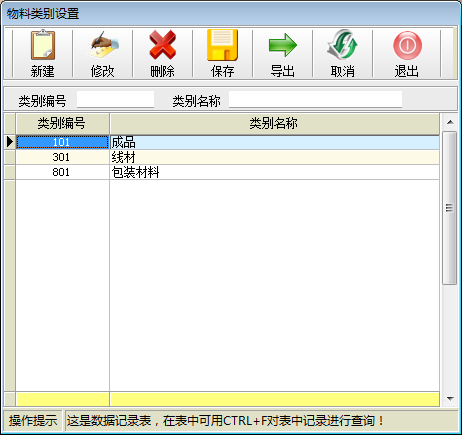 物料类别设置
新建 修改 删除 保存 导出 取消 退出
类别编号 类别名称
类别编号 类别名称
101 成品
301 线材
801 包装材料
操作提示 这是数据记录表，在表中可用CTRL+F对表中记录进行查询！